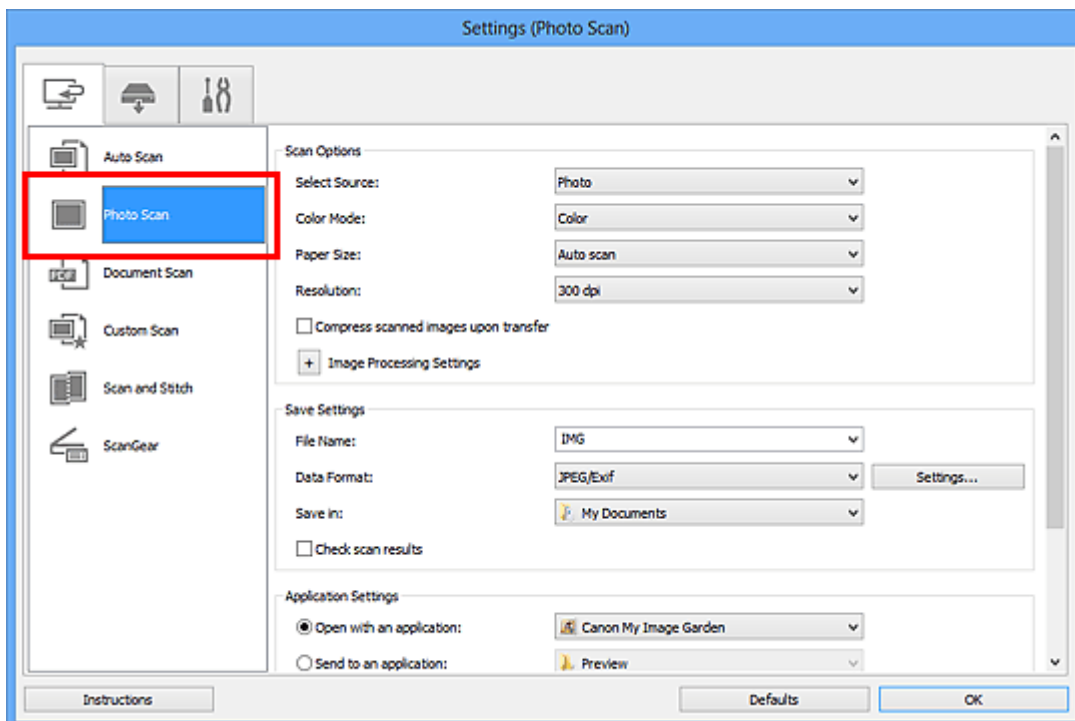 Settings (Photo Scan)
Auto Scan
Photo Scan
Document Scan
Custom Scan
Scan and Stitch
ScanGear
Scan Options
Select Source: Photo
Color Mode: Color
Paper Size: Auto scan
Resolution: 300 dpi
Compress scanned images upon transfer
+ Image Processing Settings
Save Settings
File Name: IMG
Data Format: JPEG/Exif Settings...
Save in: My Documents
Check scan results
Application Settings
Open with an application: Canon My Image Garden
Send to an application: Preview
Instructions Defaults OK